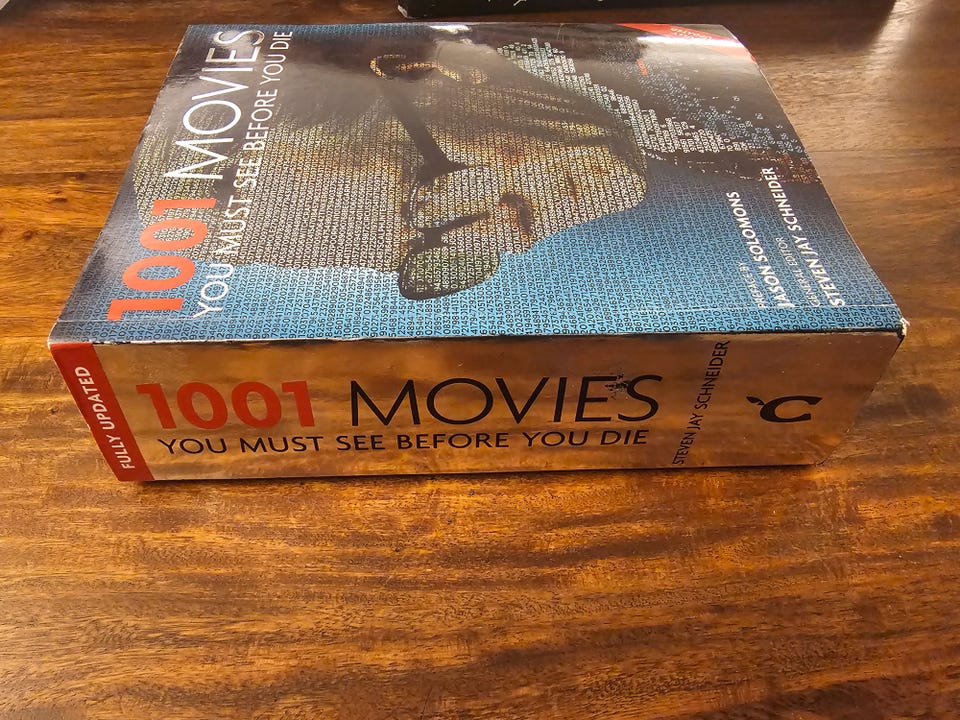 1001 MOVIES
YOU MUST SEE BEFORE YOU DIE
PREFACE BY
JASON SOLOMONS
GENERAL EDITOR
STEVEN JAY SCHNEIDER
FULLY UPDATED
1001 MOVIES
YOU MUST SEE BEFORE YOU DIE
STEVEN JAY SCHNEIDER